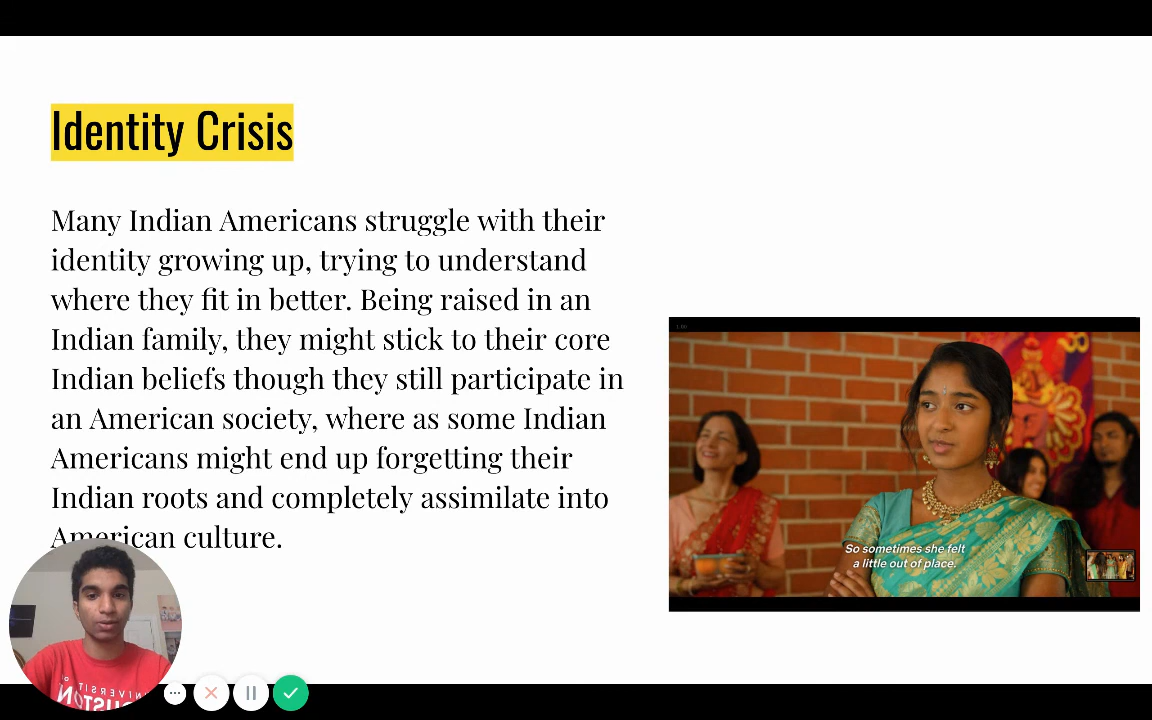 Identity Crisis
Many Indian Americans struggle with their
identity growing up, trying to understand
where they fit in better. Being raised in an
Indian family, they might stick to their core
Indian beliefs though they still participate in
an American society, where as some Indian
Americans might end up forgetting their
Indian roots and completely assimilate into
American culture.
So sometimes she felt
a little out of place.
UNIVERSITY O